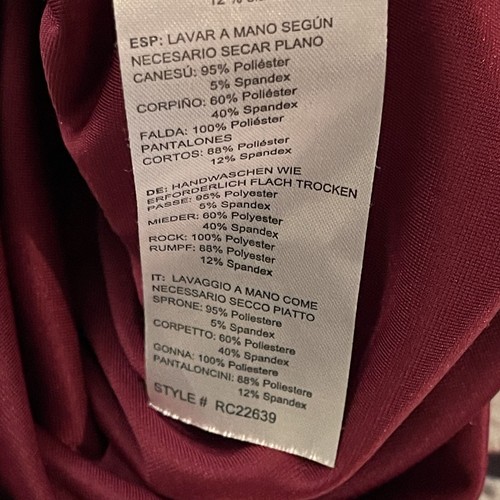 12%
ESP: LAVAR A MANO SEGÚN
NECESARIO SECAR PLANO
CANESÚ: 95% Poliéster
5% Spandex
CORPIÑO: 60% Poliéster
40% Spandex
FALDA: 100% Poliéster
PANTALONES
CORTOS: 88% Poliéster
12% Spandex
DE: HANDWASCHEN WIE
ERFORDERLICH FLACH TROCKEN
PASSE: 95% Polyester
5% Spandex
MIEDER: 60% Polyester
40% Spandex
ROCK: 100% Polyester
RUMPF: 88% Polyester
12% Spandex
IT: LAVAGGIO A MANO COME
NECESSARIO SECCO PIATTO
SPRONE: 95% Poliestere
5% Spandex
CORPETTO: 60% Poliestere
40% Spandex
GONNA: 100% Poliestere
PANTALONCINI: 88% Poliestere
12% Spandex
STYLE # RC22639